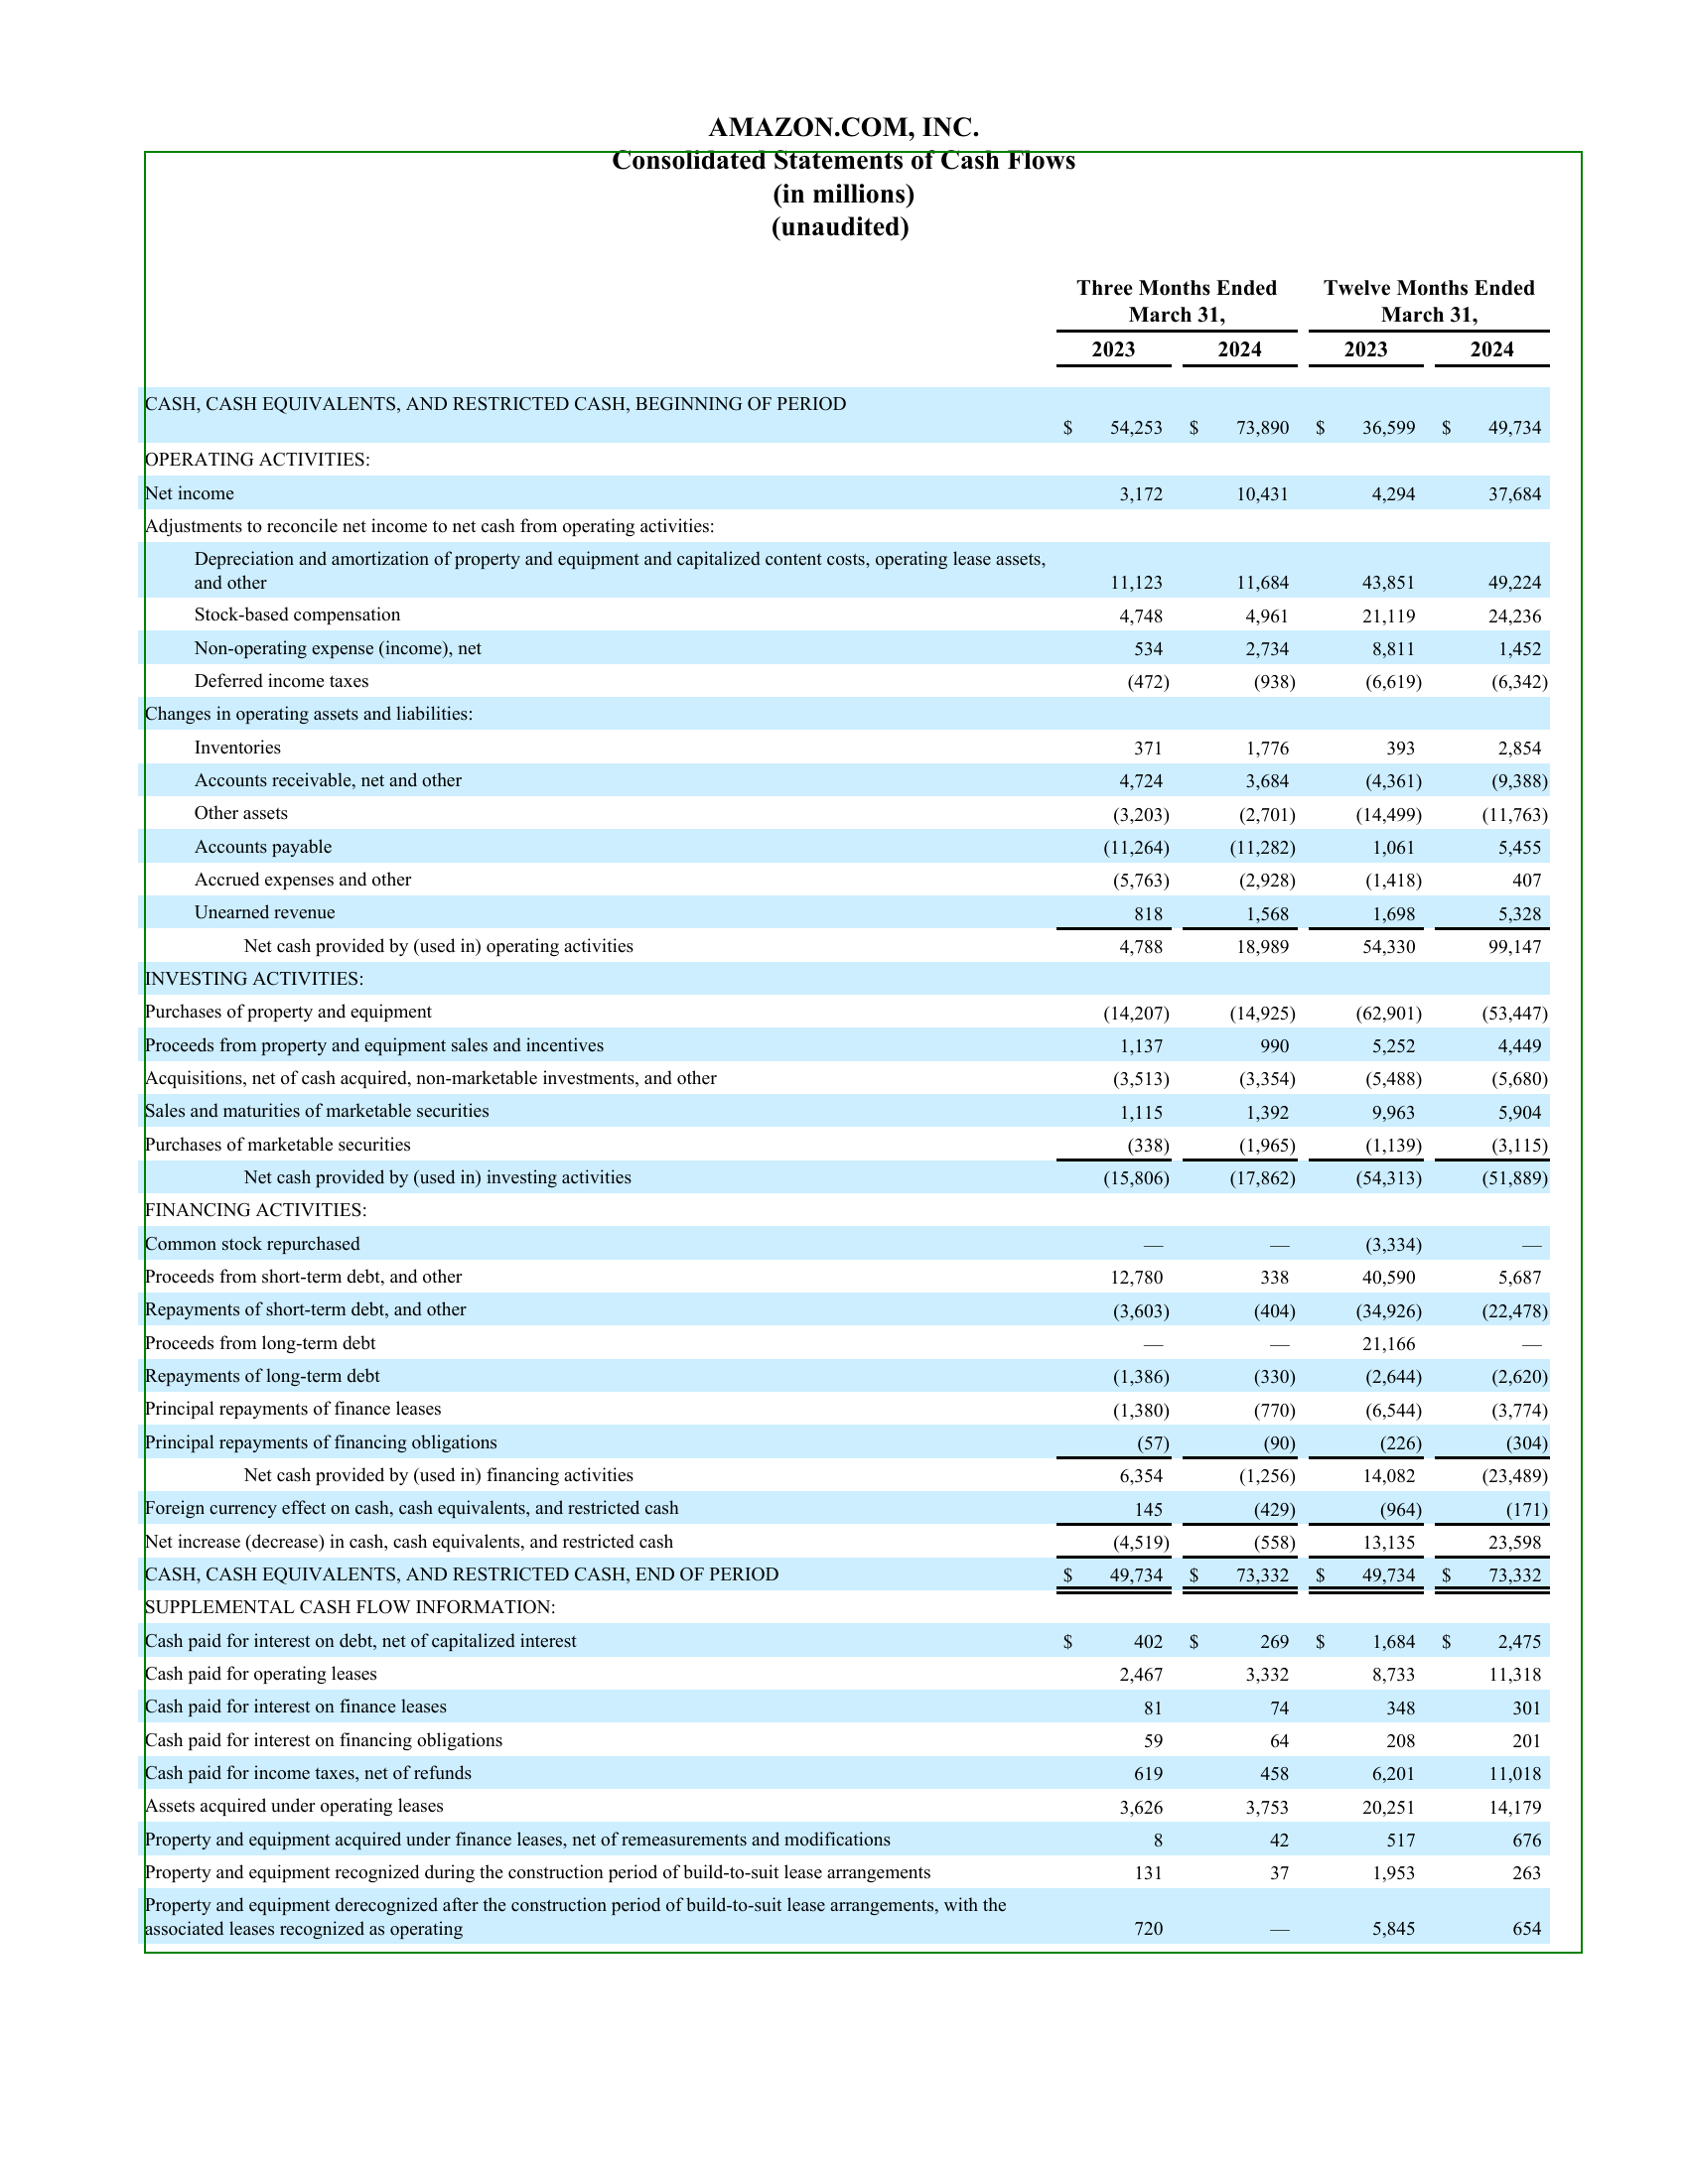 AMAZON.COM, INC.
Consolidated Statements of Cash Flows
(in millions)
(unaudited)
Three Months Ended March 31, Twelve Months Ended March 31,
2023 2024 2023 2024
CASH, CASH EQUIVALENTS, AND RESTRICTED CASH, BEGINNING OF PERIOD
$ 54,253 $ 73,890 $ 36,599 $ 49,734
OPERATING ACTIVITIES:
Net income 3,172 10,431 4,294 37,684
Adjustments to reconcile net income to net cash from operating activities:
Depreciation and amortization of property and equipment and capitalized content costs, operating lease assets,
and other 11,123 11,684 43,851 49,224
Stock-based compensation 4,748 4,961 21,119 24,236
Non-operating expense (income), net 534 2,734 8,811 1,452
Deferred income taxes (472) (938) (6,619) (6,342)
Changes in operating assets and liabilities:
Inventories 371 1,776 393 2,854
Accounts receivable, net and other 4,724 3,684 (4,361) (9,388)
Other assets (3,203) (2,701) (14,499) (11,763)
Accounts payable (11,264) (11,282) 1,061 5,455
Accrued expenses and other (5,763) (2,928) (1,418) 407
Unearned revenue 818 1,568 1,698 5,328
Net cash provided by (used in) operating activities 4,788 18,989 54,330 99,147
INVESTING ACTIVITIES:
Purchases of property and equipment (14,207) (14,925) (62,901) (53,447)
Proceeds from property and equipment sales and incentives 1,137 990 5,252 4,449
Acquisitions, net of cash acquired, non-marketable investments, and other (3,513) (3,354) (5,488) (5,680)
Sales and maturities of marketable securities 1,115 1,392 9,963 5,904
Purchases of marketable securities (338) (1,965) (1,139) (3,115)
Net cash provided by (used in) investing activities (15,806) (17,862) (54,313) (51,889)
FINANCING ACTIVITIES:
Common stock repurchased — — (3,334) —
Proceeds from short-term debt, and other 12,780 338 40,590 5,687
Repayments of short-term debt, and other (3,603) (404) (34,926) (22,478)
Proceeds from long-term debt — — 21,166 —
Repayments of long-term debt (1,386) (330) (2,644) (2,620)
Principal repayments of finance leases (1,380) (770) (6,544) (3,774)
Principal repayments of financing obligations (57) (90) (226) (304)
Net cash provided by (used in) financing activities 6,354 (1,256) 14,082 (23,489)
Foreign currency effect on cash, cash equivalents, and restricted cash 145 (429) (964) (171)
Net increase (decrease) in cash, cash equivalents, and restricted cash (4,519) (558) 13,135 23,598
CASH, CASH EQUIVALENTS, AND RESTRICTED CASH, END OF PERIOD $ 49,734 $ 73,332 $ 49,734 $ 73,332
SUPPLEMENTAL CASH FLOW INFORMATION:
Cash paid for interest on debt, net of capitalized interest $ 402 $ 269 $ 1,684 $ 2,475
Cash paid for operating leases 2,467 3,332 8,733 11,318
Cash paid for interest on finance leases 81 74 348 301
Cash paid for interest on financing obligations 59 64 208 201
Cash paid for income taxes, net of refunds 619 458 6,201 11,018
Assets acquired under operating leases 3,626 3,753 20,251 14,179
Property and equipment acquired under finance leases, net of remeasurements and modifications 8 42 517 676
Property and equipment recognized during the construction period of build-to-suit lease arrangements 131 37 1,953 263
Property and equipment derecognized after the construction period of build-to-suit lease arrangements, with the
associated leases recognized as operating 720 — 5,845 654